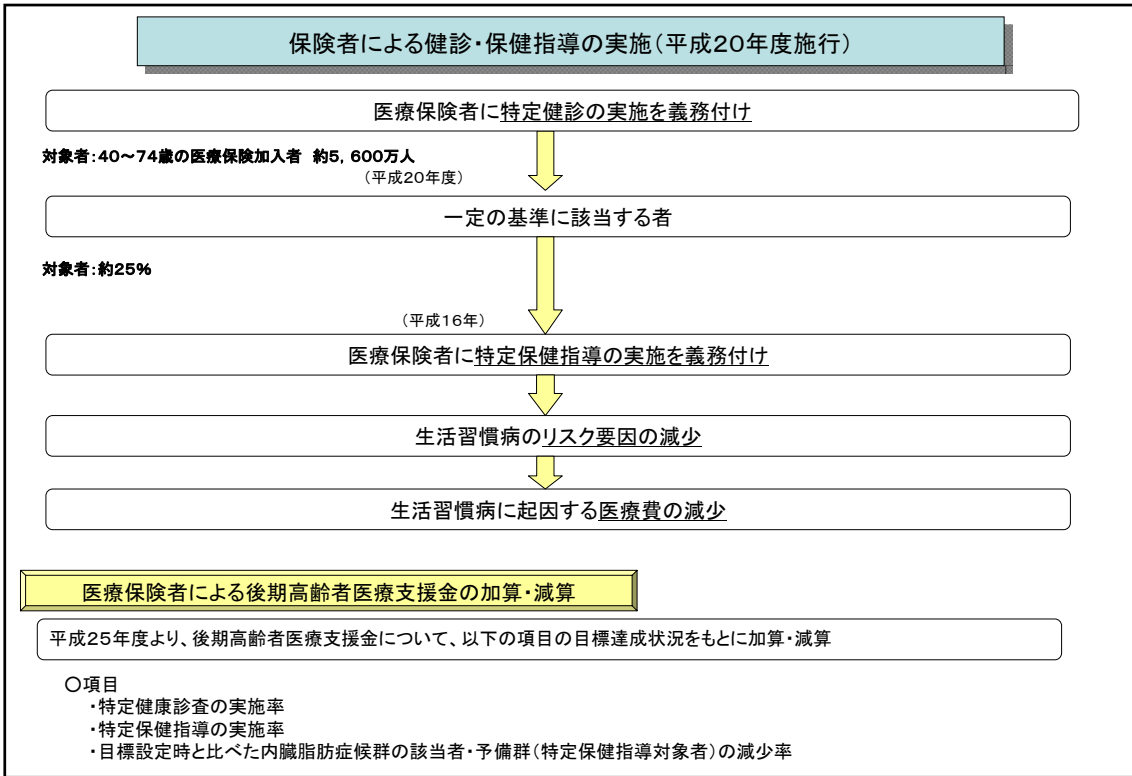 保険者による健診・保健指導の実施(平成20年度施行)
医療保険者に特定健診の実施を義務付け
対象者:40~74歳の医療保険加入者 約5,600万人
(平成20年度)
一定の基準に該当する者
対象者:約25%
(平成16年)
医療保険者に特定保健指導の実施を義務付け
生活習慣病のリスク要因の減少
生活習慣病に起因する医療費の減少
医療保険者による後期高齢者医療支援金の加算・減算
平成25年度より、後期高齢者医療支援金について、以下の項目の目標達成状況をもとに加算・減算
○項目
・特定健康診査の実施率
・特定保健指導の実施率
・目標設定時と比べた内臓脂肪症候群の該当者・予備群(特定保健指導対象者)の減少率